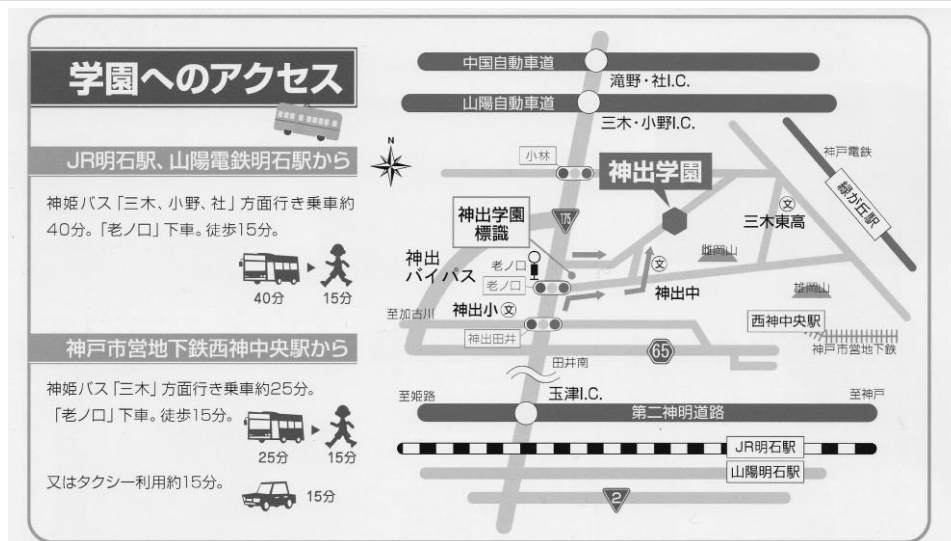 学園へのアクセス
JR明石駅、山陽電鉄明石駅から
神姫バス「三木、小野、社」方面行き乗車約
40分。「老ノ口」下車。徒歩15分。
40分
15分
神戸市営地下鉄西神中央駅から
神姫バス「三木」方面行き乗車約25分。
「老ノ口」下車。徒歩15分。
25分
15分
又はタクシー利用約15分。
15分
中国自動車道
滝野・社I.C.
山陽自動車道
三木・小野I.C.
N
小林
神出学園
神戸電鉄
緑が丘駅
175
神出学園
標識
文
三木東高
神出
バイパス
老ノ口
老ノ口
文
神出中
雌岡山
雄岡山
至加古川
神出小
文
神出田井
西神中央駅
神戸市営地下鉄
65
田井南
玉津I.C.
至姫路
第二神明道路
至神戸
JR明石駅
山陽明石駅
2